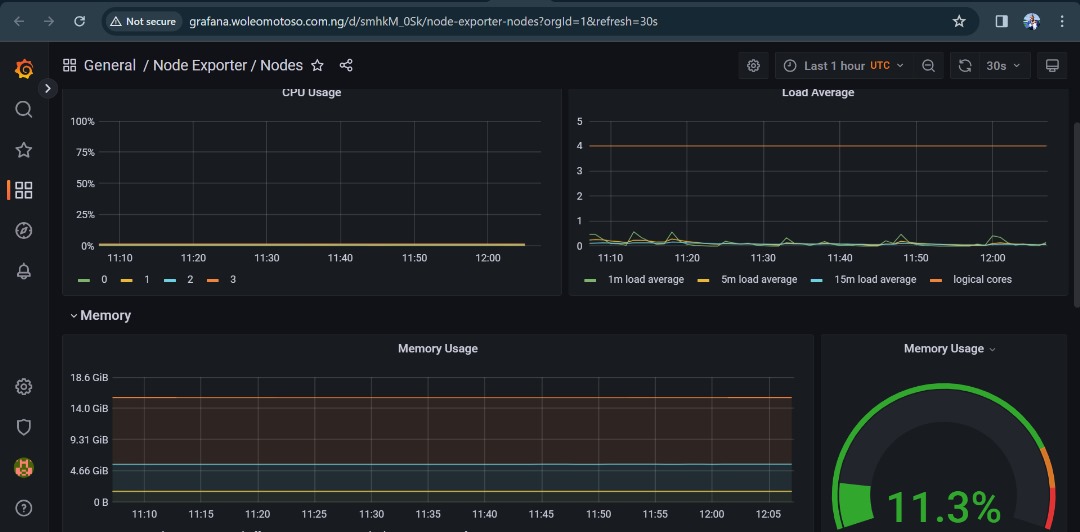 Not secure grafana.woleomotoso.com.ng/d/smhkM_0Sk/node-exporter-nodes?orgId=1&refresh=30s
General / Node Exporter / Nodes
Last 1 hour UTC
30s
CPU Usage
100%
75%
50%
25%
0%
11:10 11:20 11:30 11:40 11:50 12:00
0 1 2 3
Load Average
5
4
3
2
1
0
11:10 11:20 11:30 11:40 11:50 12:00
1m load average 5m load average 15m load average logical cores
Memory
Memory Usage
18.6 GiB
14.0 GiB
9.31 GiB
4.66 GiB
0 B
11:10 11:15 11:20 11:25 11:30 11:35 11:40 11:45 11:50 11:55 12:00 12:05
Memory Usage
11.3%